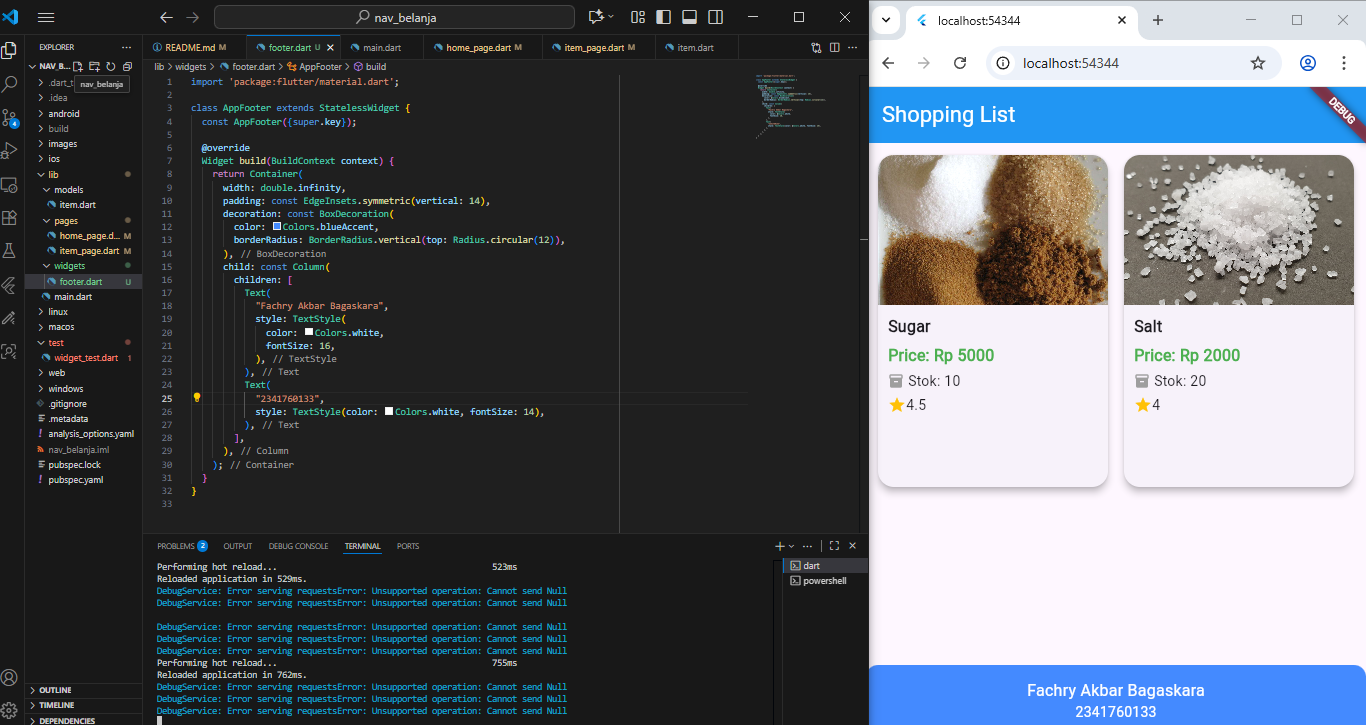 nav_belanja
EXPLORER
NAV_B...
.dart_t
nav_belanja
.idea
android
build
images
ios
lib
models
item.dart
pages
home_page.d... M
item_page.dart M
widgets
footer.dart U
main.dart
linux
macos
test
widget_test.dart 1
web
windows
.gitignore
.metadata
analysis_options.yaml
nav_belanja.iml
pubspec.lock
pubspec.yaml
OUTLINE
TIMELINE
DEPENDENCIES
4
README.md M
footer.dart U
main.dart
home_page.dart M
item_page.dart M
item.dart
lib > widgets > footer.dart > AppFooter > build
1 import 'package:flutter/material.dart';
2
3 class AppFooter extends StatelessWidget {
4 const AppFooter({super.key});
5
6 @override
7 Widget build(BuildContext context) {
8 return Container(
9 width: double.infinity,
10 padding: const EdgeInsets.symmetric(vertical: 14),
11 decoration: const BoxDecoration(
12 color: Colors.blueAccent,
13 borderRadius: BorderRadius.vertical(top: Radius.circular(12)),
14 ), // BoxDecoration
15 child: const Column(
16 children: [
17 Text(
18 "Fachry Akbar Bagaskara",
19 style: TextStyle(
20 color: Colors.white,
21 fontSize: 16,
22 ), // TextStyle
23 ), // Text
24 Text(
25 "2341760133",
26 style: TextStyle(color: Colors.white, fontSize: 14),
27 ), // Text
28 ],
29 ), // Column
30 ); // Container
31 }
32 }
33
PROBLEMS 2 OUTPUT DEBUG CONSOLE TERMINAL PORTS
Performing hot reload... 523ms
Reloaded application in 529ms.
DebugService: Error serving requestsError: Unsupported operation: Cannot send Null
DebugService: Error serving requestsError: Unsupported operation: Cannot send Null
DebugService: Error serving requestsError: Unsupported operation: Cannot send Null
DebugService: Error serving requestsError: Unsupported operation: Cannot send Null
DebugService: Error serving requestsError: Unsupported operation: Cannot send Null
Performing hot reload... 755ms
Reloaded application in 762ms.
DebugService: Error serving requestsError: Unsupported operation: Cannot send Null
DebugService: Error serving requestsError: Unsupported operation: Cannot send Null
DebugService: Error serving requestsError: Unsupported operation: Cannot send Null
dart
powershell
localhost:54344
localhost:54344
Shopping List
DEBUG
Sugar
Price: Rp 5000
Stok: 10
4.5
Salt
Price: Rp 2000
Stok: 20
4
Fachry Akbar Bagaskara
2341760133